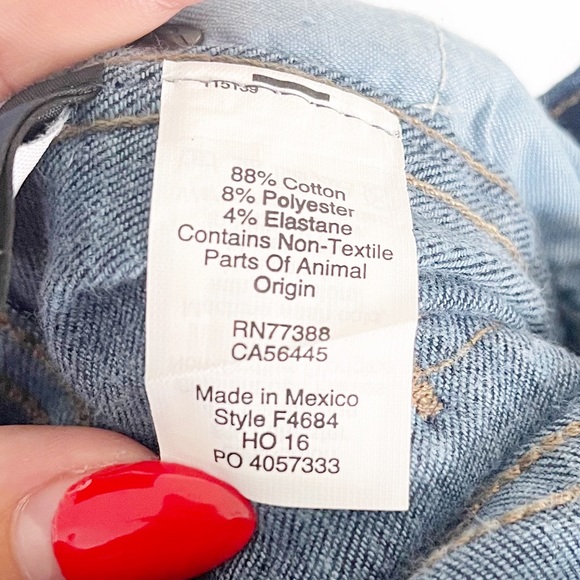 115139
88% Cotton
8% Polyester
4% Elastane
Contains Non-Textile
Parts Of Animal
Origin
RN77388
CA56445
Made in Mexico
Style F4684
HO 16
PO 4057333